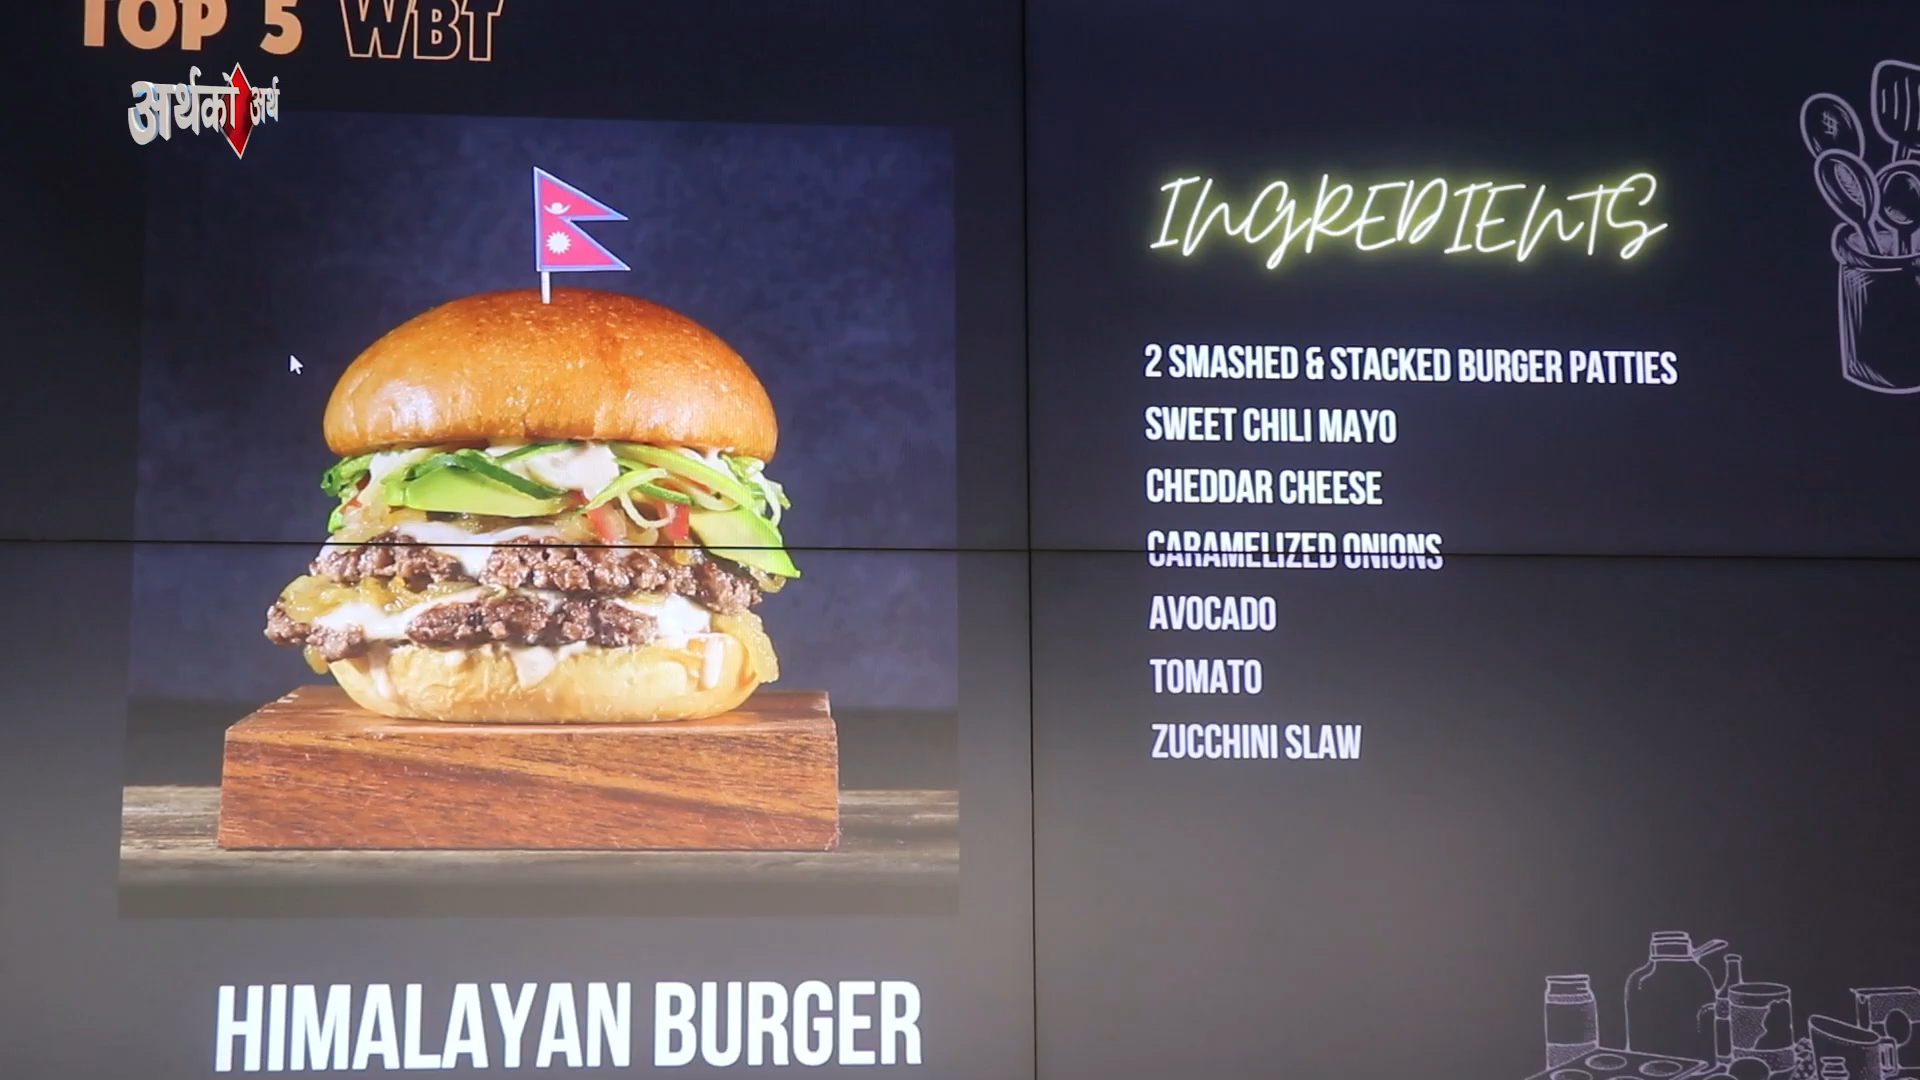 TOP 5 WBT
अर्थको अर्थ
INGREDIENTS
2 SMASHED & STACKED BURGER PATTIES
SWEET CHILI MAYO
CHEDDAR CHEESE
CARAMELIZED ONIONS
AVOCADO
TOMATO
ZUCCHINI SLAW
HIMALAYAN BURGER